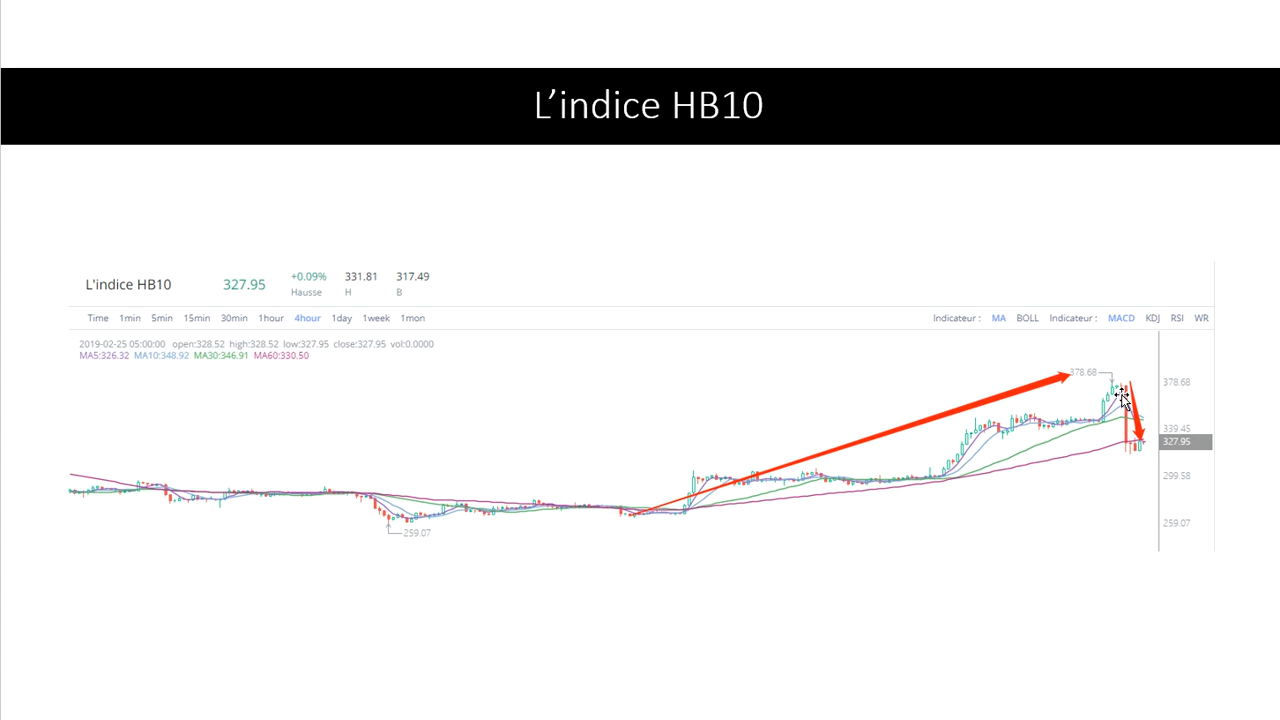 L'indice HB10
L'indice HB10 327.95 +0.09% 331.81 317.49
Hausse H B
Time 1min 5min 15min 30min 1hour 4hour 1day 1week 1mon Indicateur : MA BOLL Indicateur : MACD KDJ RSI WR
2019-02-25 05:00:00 open:328.52 high:328.52 low:327.95 close:327.95 vol:0.0000
MA5:326.32 MA10:348.92 MA30:346.91 MA60:330.50
378.68
378.68
339.45
327.95
299.58
259.07
259.07